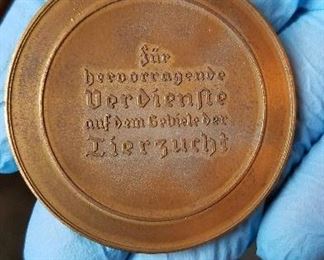 für
hervorragende
Verdienste
auf dem Gebiete der
Tierzucht